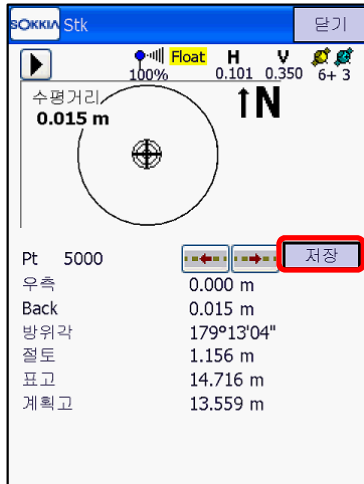 SOKKIA Stk 닫기
Float H V
100% 0.101 0.350 6+ 3
수평거리
0.015 m
N
Pt 5000 저장
우측 0.000 m
Back 0.015 m
방위각 179º13'04"
절토 1.156 m
표고 14.716 m
계획고 13.559 m